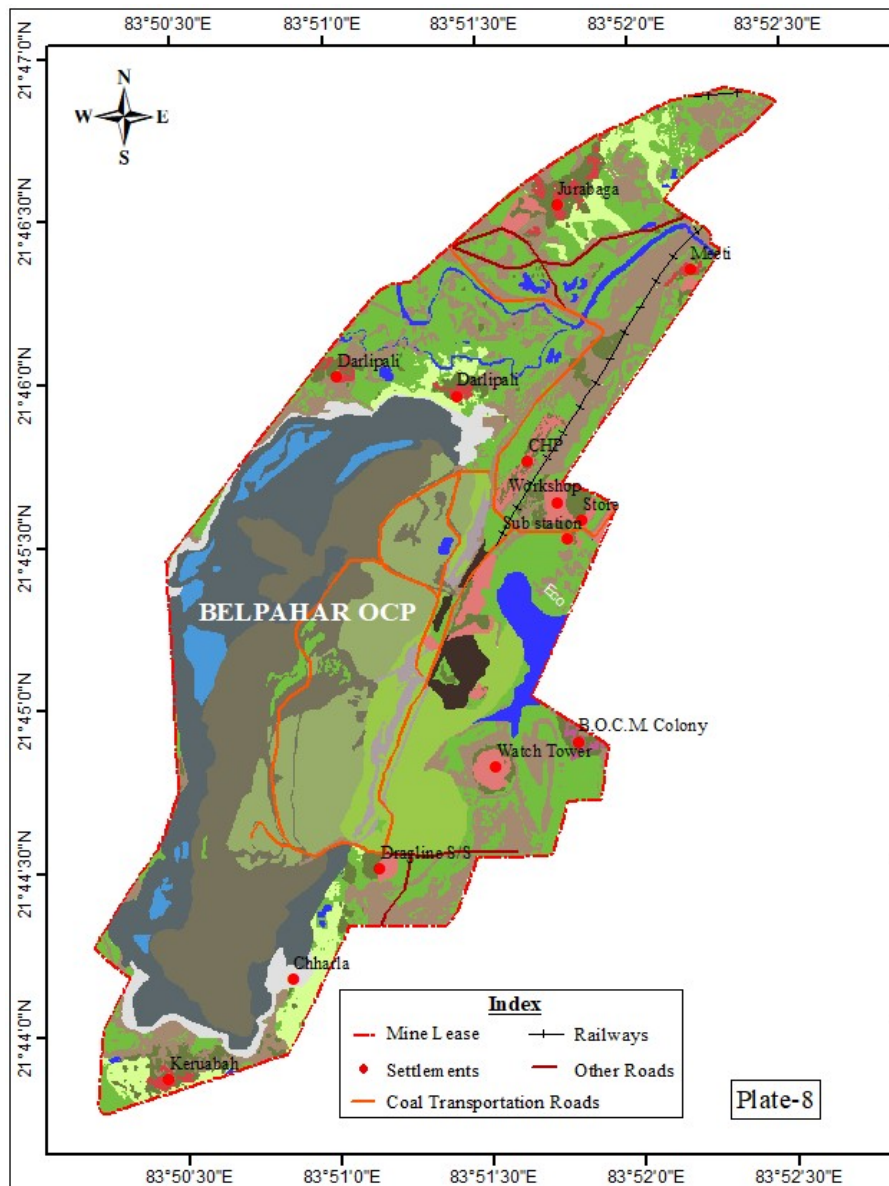 83°50'30"E 83°51'0"E 83°51'30"E 83°52'0"E 83°52'30"E
21°47'0"N
N
W E
S
Jurabaga
21°46'30"N
Meeti
21°46'0"N
Darlipali
Darlipali
CHP
Workshop
Store
Sub station
21°45'30"N
Eco
BELPAHAR OCP
21°45'0"N
B.O.C.M. Colony
Watch Tower
Dragline S/S
21°44'30"N
Chharla
21°44'0"N
Keruabah
Index
Mine Lease Railways
Settlements Other Roads
Coal Transportation Roads
Plate-8
83°50'30"E 83°51'0"E 83°51'30"E 83°52'0"E 83°52'30"E